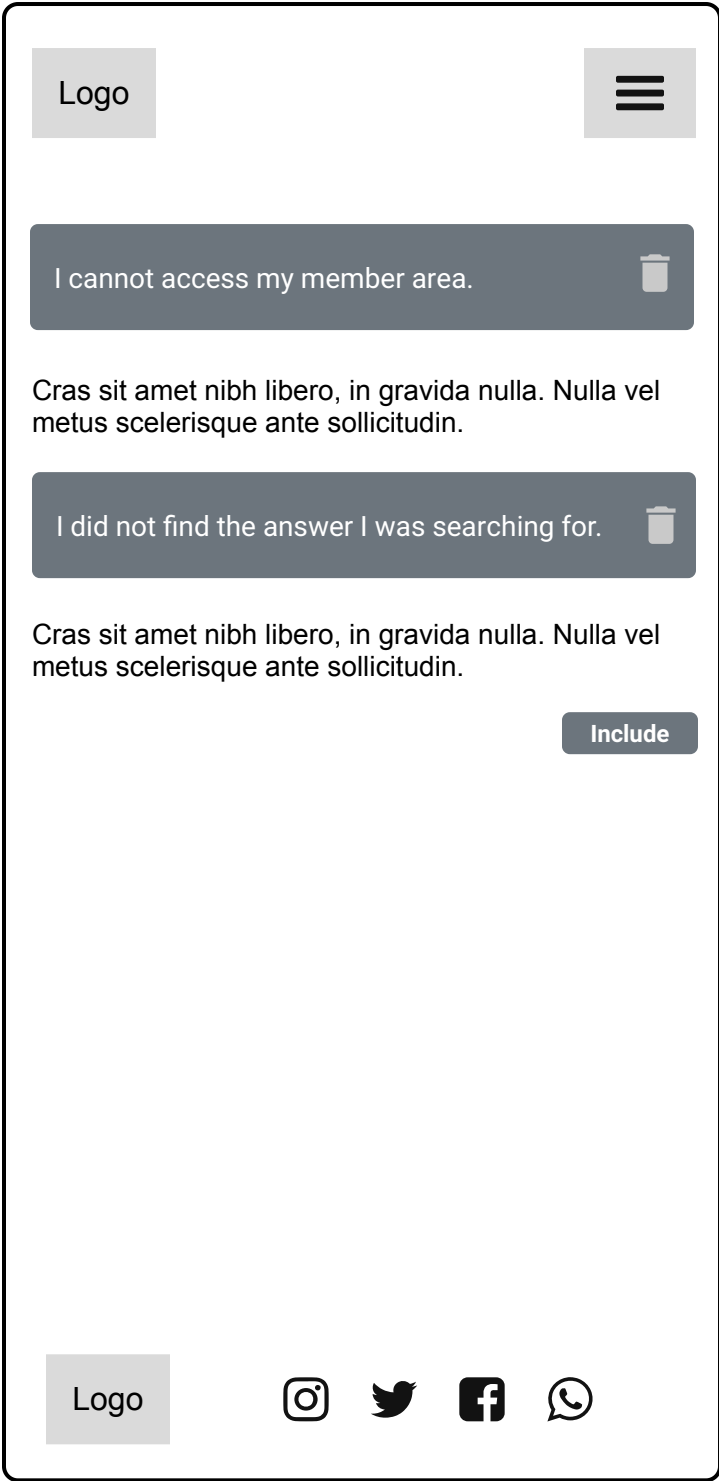 Logo
I cannot access my member area.
Cras sit amet nibh libero, in gravida nulla. Nulla vel
metus scelerisque ante sollicitudin.
I did not find the answer I was searching for.
Cras sit amet nibh libero, in gravida nulla. Nulla vel
metus scelerisque ante sollicitudin.
Include
Logo